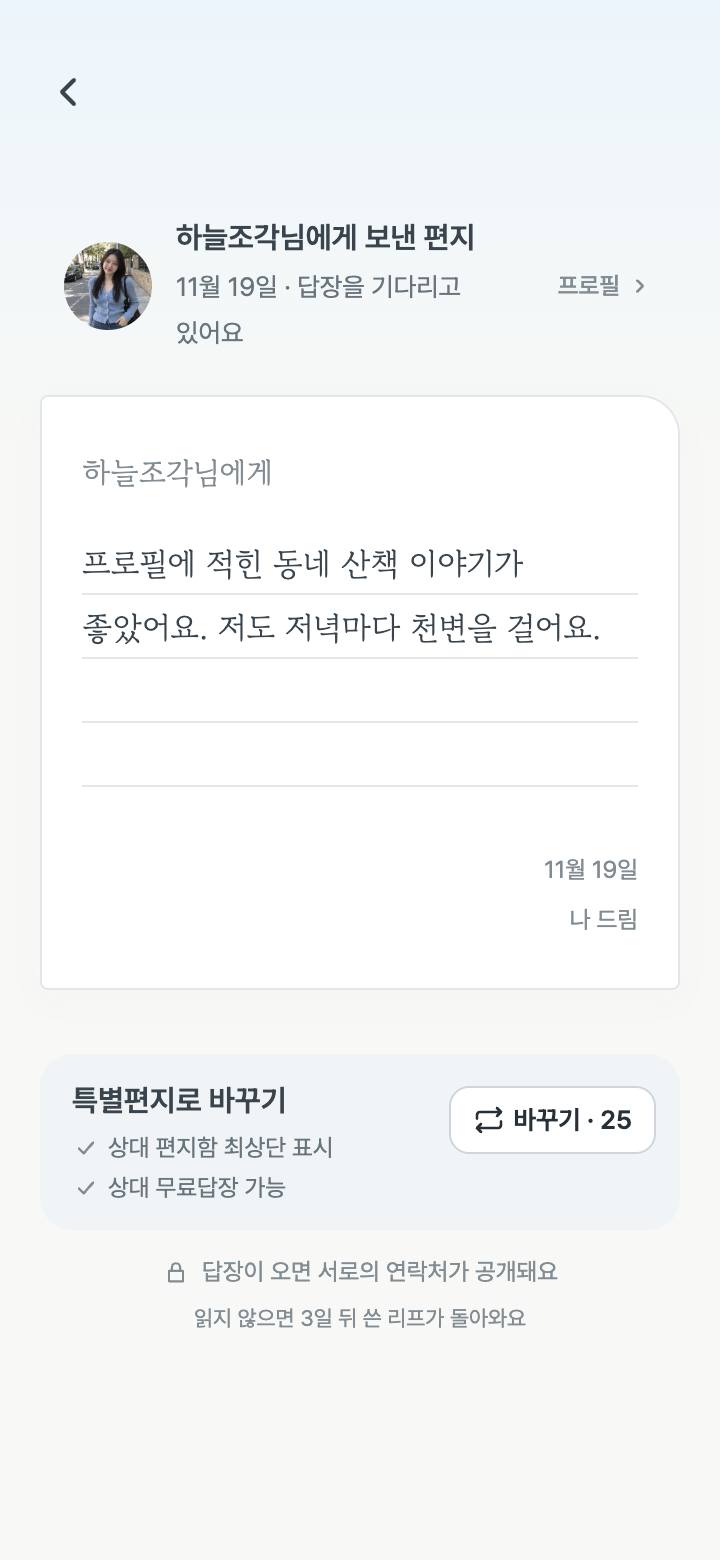 하늘조각님에게 보낸 편지
11월 19일 · 답장을 기다리고
있어요
프로필
하늘조각님에게
프로필에 적힌 동네 산책 이야기가
좋았어요. 저도 저녁마다 천변을 걸어요.
11월 19일
나 드림
특별편지로 바꾸기
상대 편지함 최상단 표시
상대 무료답장 가능
바꾸기 · 25
답장이 오면 서로의 연락처가 공개돼요
읽지 않으면 3일 뒤 쓴 리프가 돌아와요